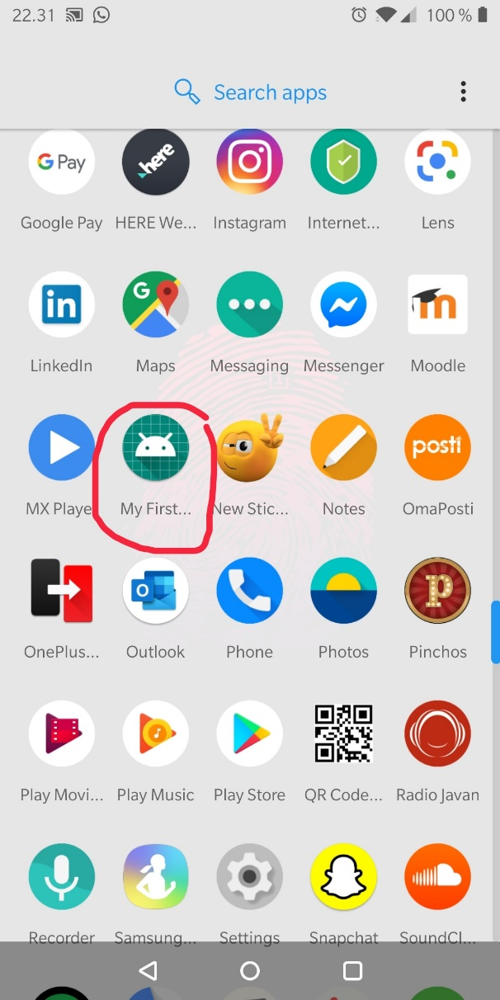 22.31 100 %
Search apps
G Pay here
Google Pay HERE We... Instagram Internet... Lens
in G m
LinkedIn Maps Messaging Messenger Moodle
posti
MX Playe My First... New Stic... Notes OmaPosti
O P
OnePlus... Outlook Phone Photos Pinchos
Play Movi... Play Music Play Store QR Code... Radio Javan
Recorder Samsung... Settings Snapchat SoundCl...